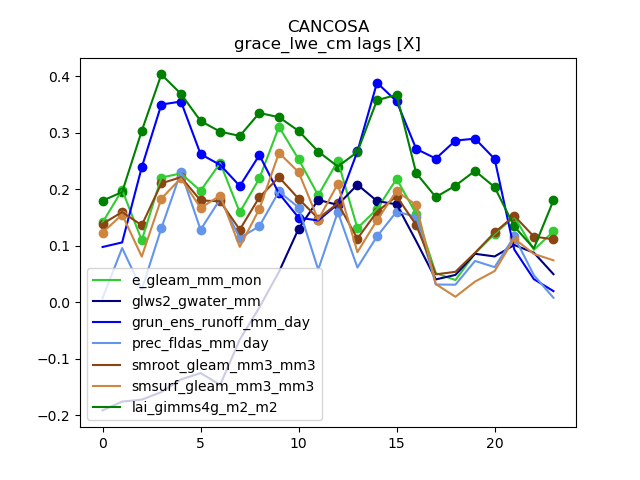 CANCOSA
grace_lwe_cm lags [X]
0.4
0.3
0.2
0.1
0.0
−0.1
−0.2
e_gleam_mm_mon
glws2_gwater_mm
grun_ens_runoff_mm_day
prec_fldas_mm_day
smroot_gleam_mm3_mm3
smsurf_gleam_mm3_mm3
lai_gimms4g_m2_m2
0 5 10 15 20